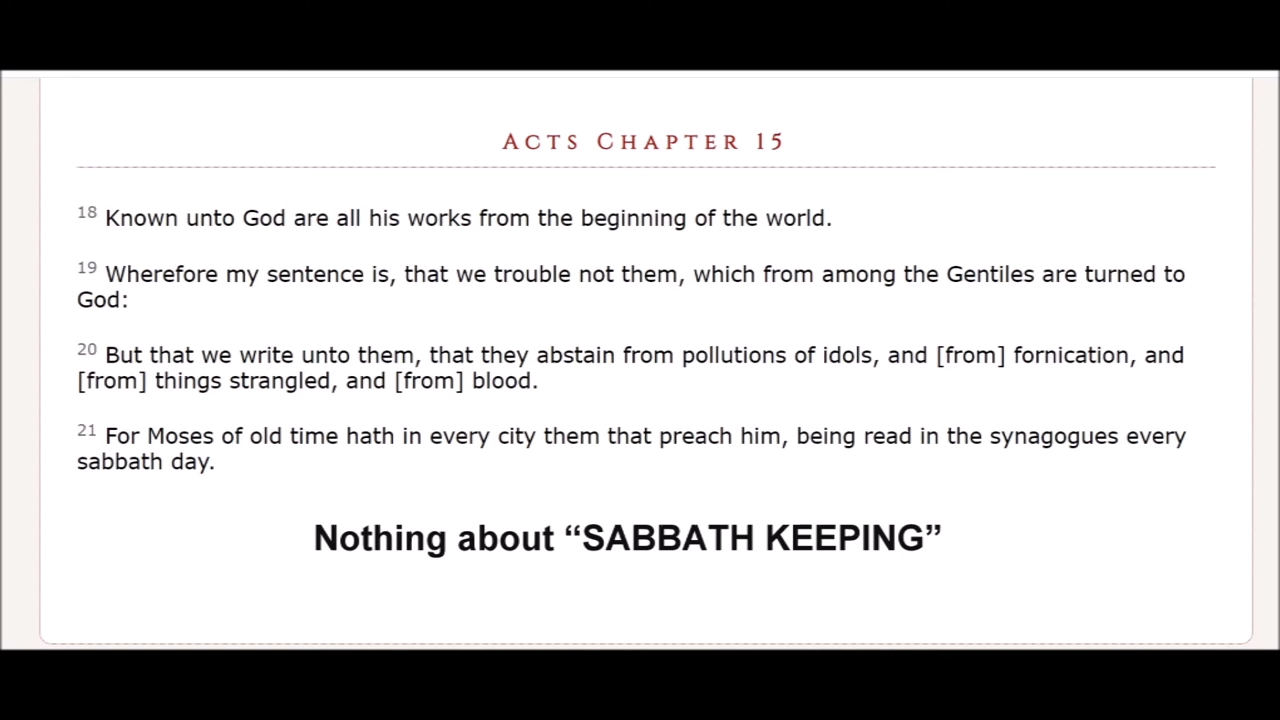 Acts Chapter 15
18 Known unto God are all his works from the beginning of the world.
19 Wherefore my sentence is, that we trouble not them, which from among the Gentiles are turned to
God:
20 But that we write unto them, that they abstain from pollutions of idols, and [from] fornication, and
[from] things strangled, and [from] blood.
21 For Moses of old time hath in every city them that preach him, being read in the synagogues every
sabbath day.
Nothing about “SABBATH KEEPING”